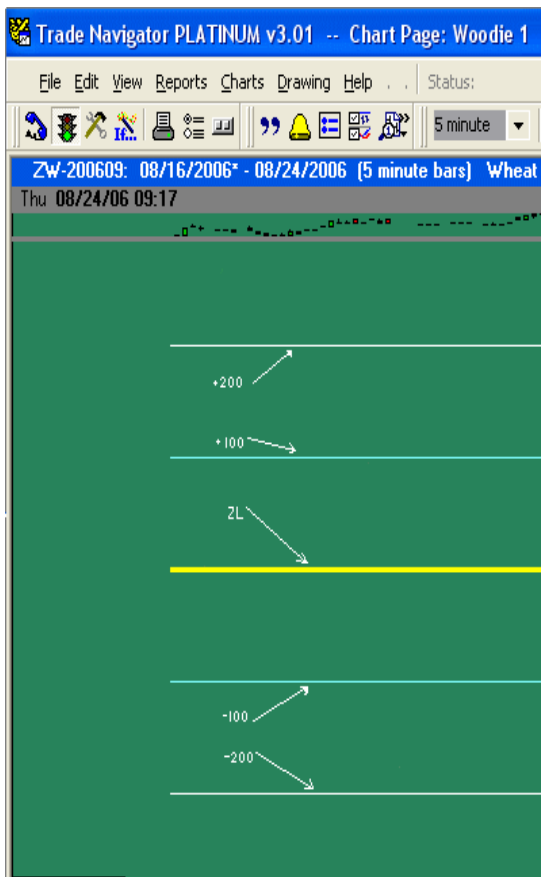 Trade Navigator PLATINUM v3.01 -- Chart Page: Woodie 1
File Edit View Reports Charts Drawing Help . . Status:
If... 5 minute
ZW-200609: 08/16/2006* - 08/24/2006 (5 minute bars) Wheat
Thu 08/24/06 09:17
+200
+100
ZL
-100
-200